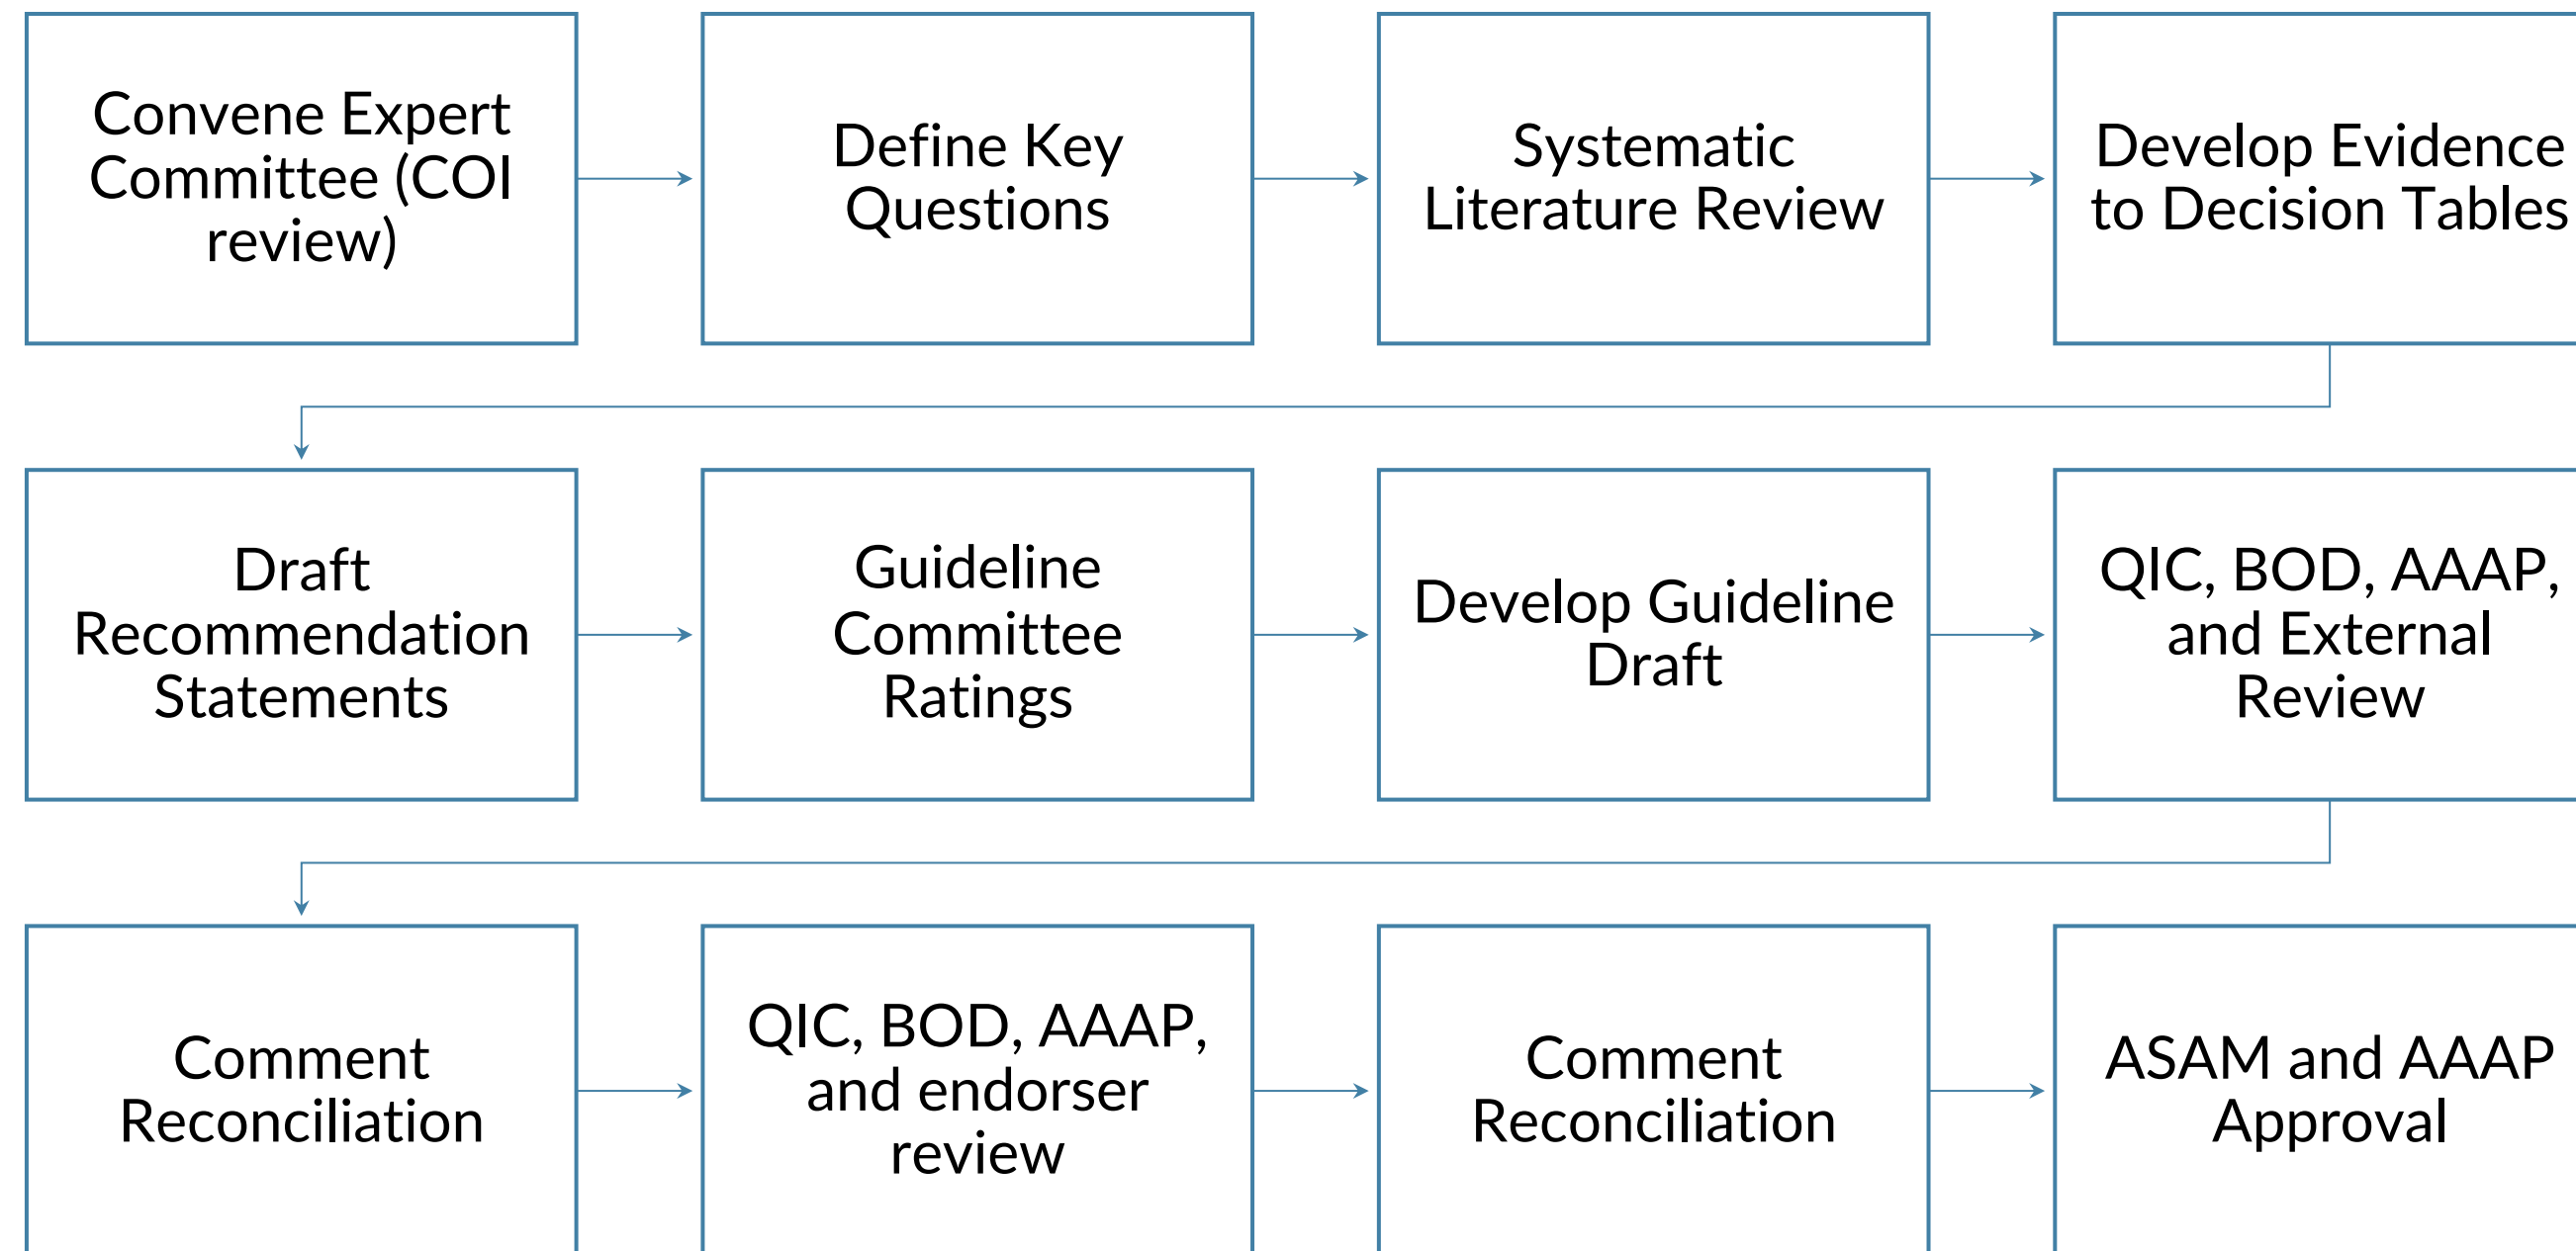 Convene Expert
Committee (COI
review)
Define Key
Questions
Systematic
Literature Review
Develop Evidence
to Decision Tables
Draft
Recommendation
Statements
Guideline
Committee
Ratings
Develop Guideline
Draft
QIC, BOD, AAAP,
and External
Review
Comment
Reconciliation
QIC, BOD, AAAP,
and endorser
review
Comment
Reconciliation
ASAM and AAAP
Approval